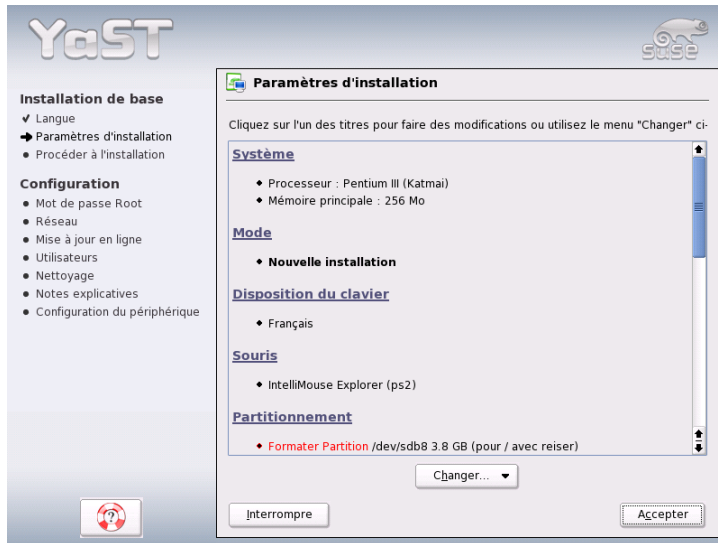 YaST
SUSE
Installation de base
Langue
Paramètres d'installation
Procéder à l'installation
Configuration
Mot de passe Root
Réseau
Mise à jour en ligne
Utilisateurs
Nettoyage
Notes explicatives
Configuration du périphérique
Paramètres d'installation
Cliquez sur l'un des titres pour faire des modifications ou utilisez le menu "Changer" ci-
Système
Processeur : Pentium III (Katmai)
Mémoire principale : 256 Mo
Mode
Nouvelle installation
Disposition du clavier
Français
Souris
IntelliMouse Explorer (ps2)
Partitionnement
Formater Partition /dev/sdb8 3.8 GB (pour / avec reiser)
Changer...
Interrompre
Accepter